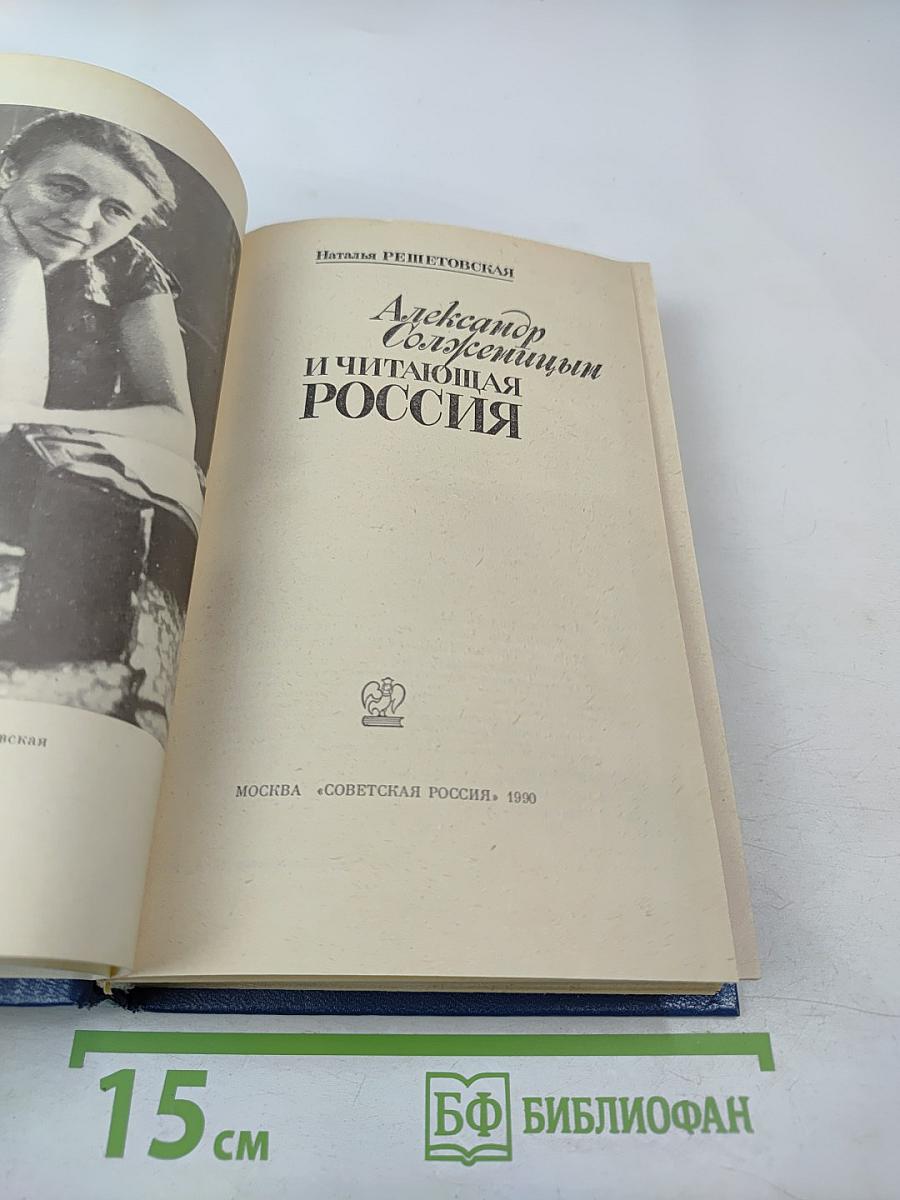 Наталья РЕШЕТОВСКАЯ
Александр
Солженицын
И ЧИТАЮЩАЯ
РОССИЯ
вская
МОСКВА «СОВЕТСКАЯ РОССИЯ» 1990
15 см
БФ БИБЛИОФАН